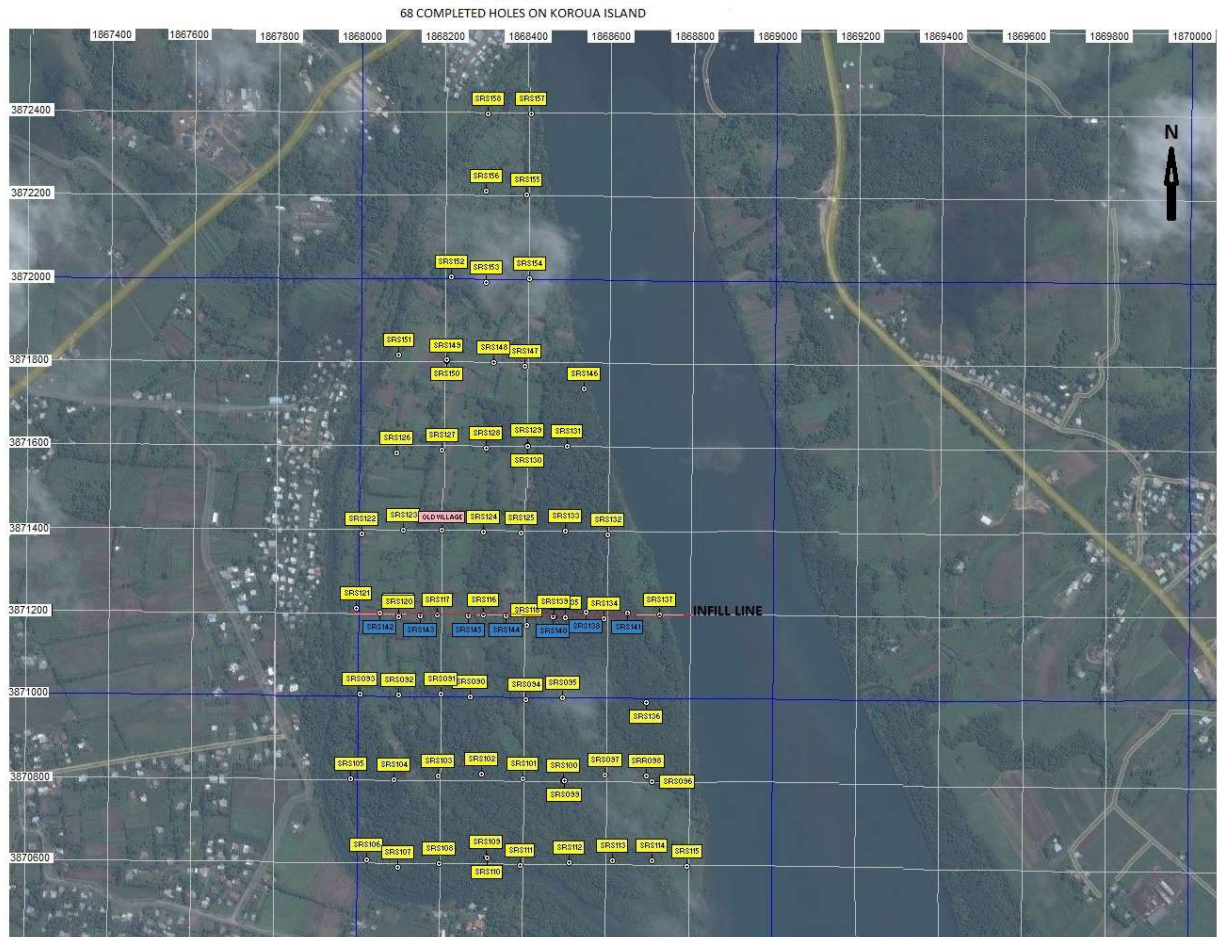 68 COMPLETED HOLES ON KOROUA ISLAND
1867400 1867600 1867800 1868000 1868200 1868400 1868600 1868800 1869000 1869200 1869400 1869600 1869800 1870000
3872400
SRS158 SRS157
N
SRS156 SRS155
3872200
SRS152 SRS153 SRS154
3872000
SRS151 SRS149 SRS148 SRS147
3871800
SRS150 SRS146
SRS126 SRS127 SRS128 SRS129 SRS131
3871600
SRS130
SRS122 SRS123 OLD VILLAGE SRS124 SRS125 SRS133 SRS132
3871400
SRS121 SRS120 SRS117 SRS116 SRS118 SRS139 SRS134 SRS137
3871200
INFILL LINE
SRS142 SRS143 SRS145 SRS144 SRS140 SRS138 SRS141
SRS093 SRS092 SRS091 SRS090 SRS094 SRS095
3871000
SRS136
SRS105 SRS104 SRS103 SRS102 SRS101 SRS100 SRS097 SRR098
3870800
SRS096
SRS099
SRS106 SRS107 SRS108 SRS109 SRS111 SRS112 SRS113 SRS114 SRS115
3870600
SRS110